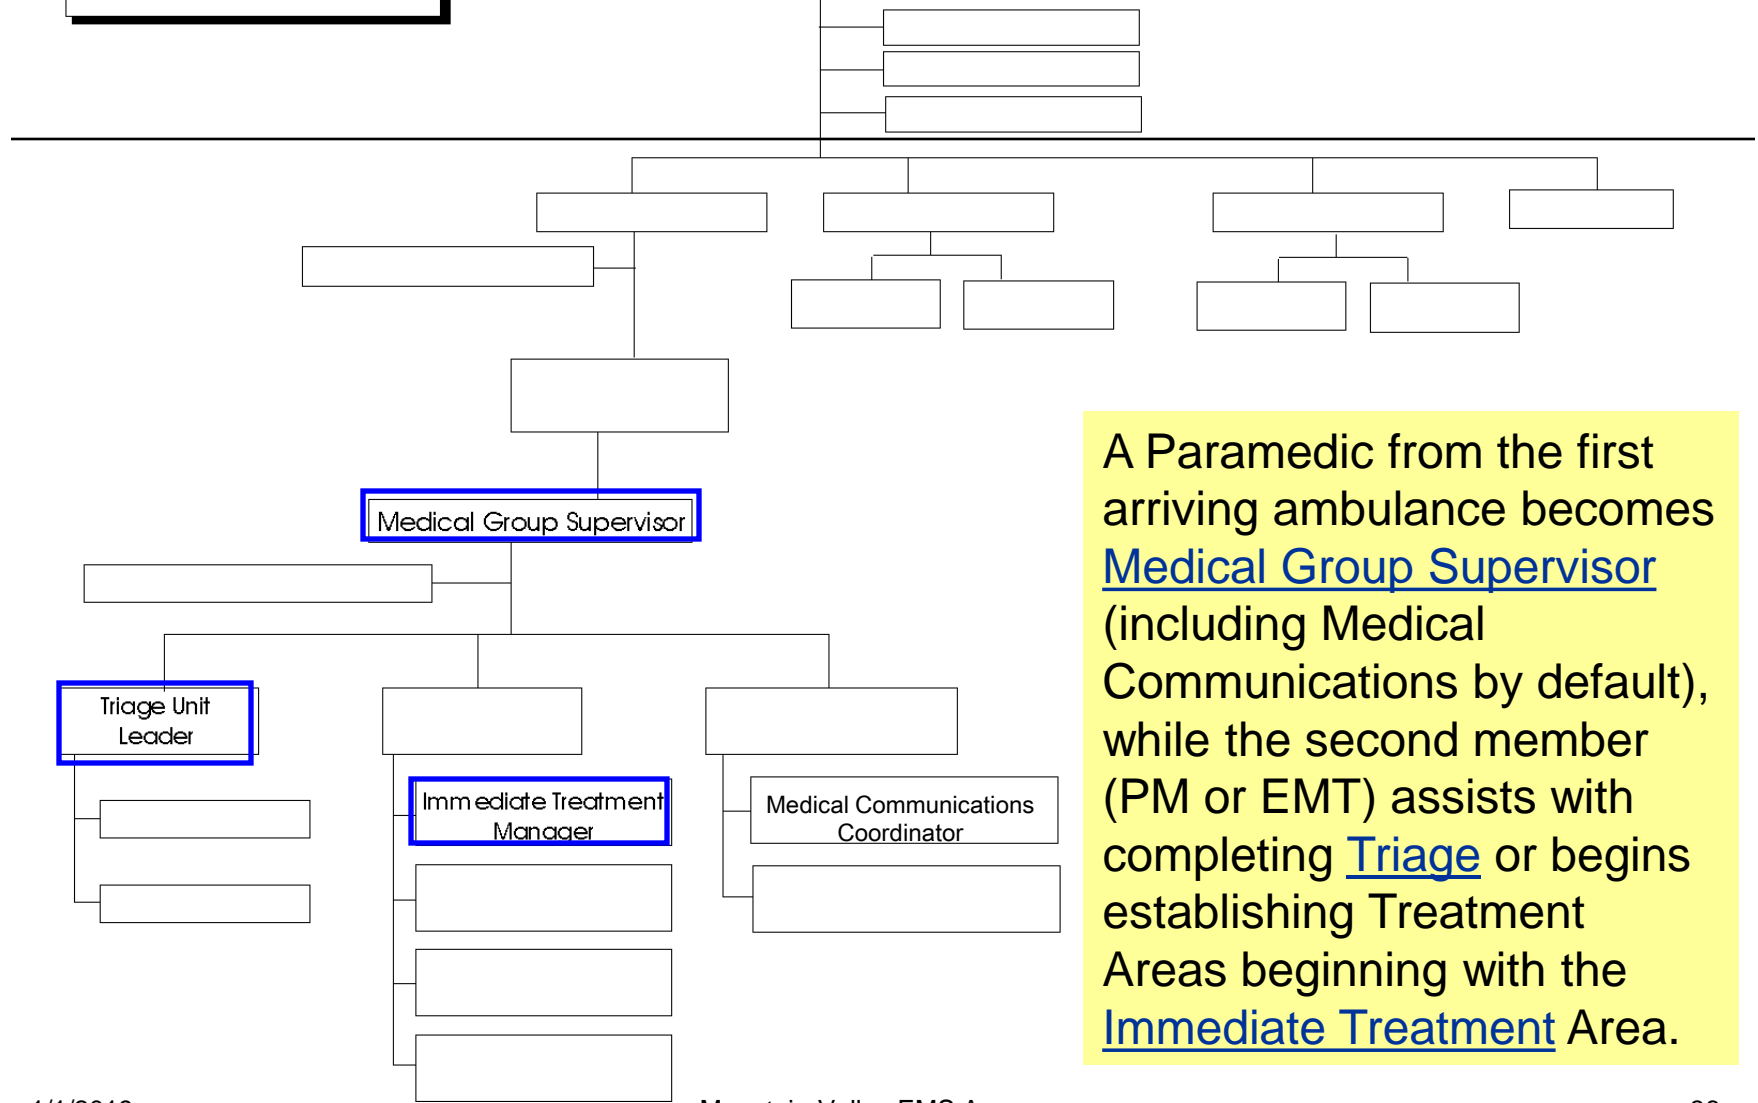 Medical Group Supervisor
Triage Unit
Leader
Immediate Treatment
Manager
Medical Communications
Coordinator
A Paramedic from the first
arriving ambulance becomes
Medical Group Supervisor
(including Medical
Communications by default),
while the second member
(PM or EMT) assists with
completing Triage or begins
establishing Treatment
Areas beginning with the
Immediate Treatment Area.